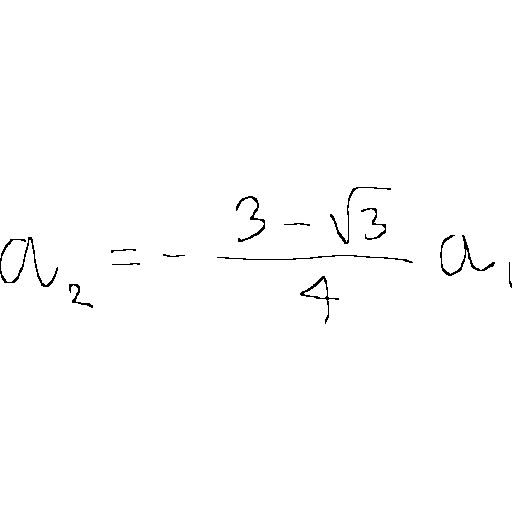 a_2 = - \frac{3 - \sqrt{3}}{4} a_1